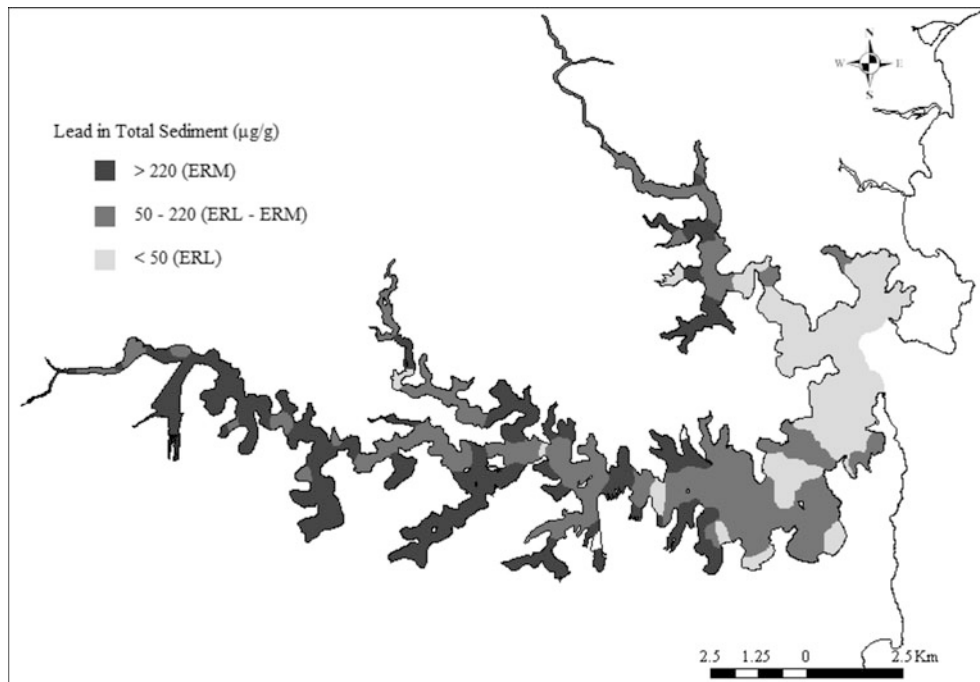 N
W E
S
Lead in Total Sediment (µg/g)
> 220 (ERM)
50 - 220 (ERL - ERM)
< 50 (ERL)
2.5 1.25 0 2.5 Km